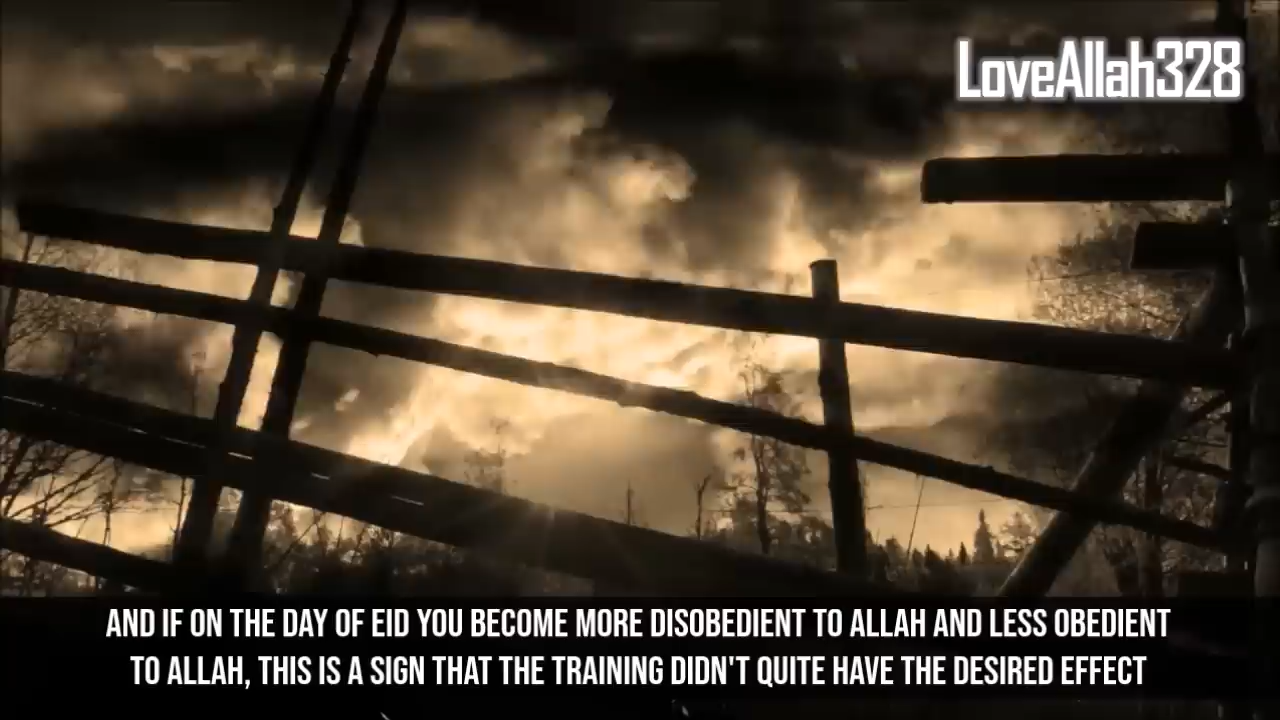 LoveAllah328
AND IF ON THE DAY OF EID YOU BECOME MORE DISOBEDIENT TO ALLAH AND LESS OBEDIENT
TO ALLAH, THIS IS A SIGN THAT THE TRAINING DIDN'T QUITE HAVE THE DESIRED EFFECT